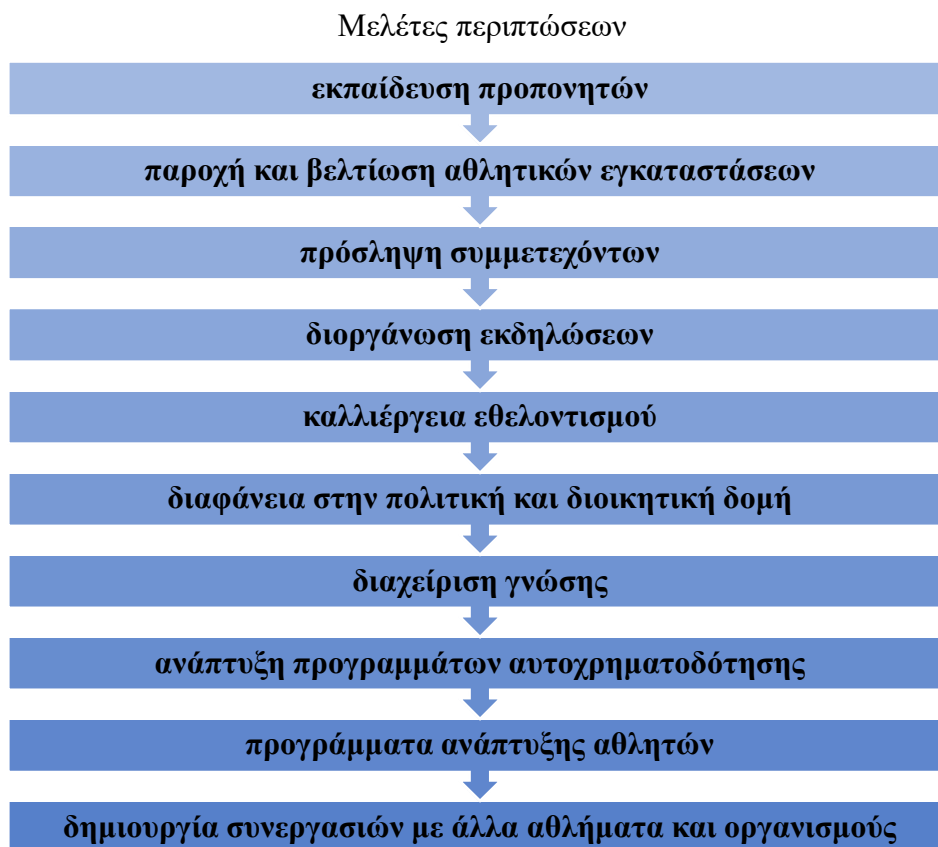 Μελέτες περιπτώσεων
εκπαίδευση προπονητών
παροχή και βελτίωση αθλητικών εγκαταστάσεων
πρόσληψη συμμετεχόντων
διοργάνωση εκδηλώσεων
καλλιέργεια εθελοντισμού
διαφάνεια στην πολιτική και διοικητική δομή
διαχείριση γνώσης
ανάπτυξη προγραμμάτων αυτοχρηματοδότησης
προγράμματα ανάπτυξης αθλητών
δημιουργία συνεργασιών με άλλα αθλήματα και οργανισμούς